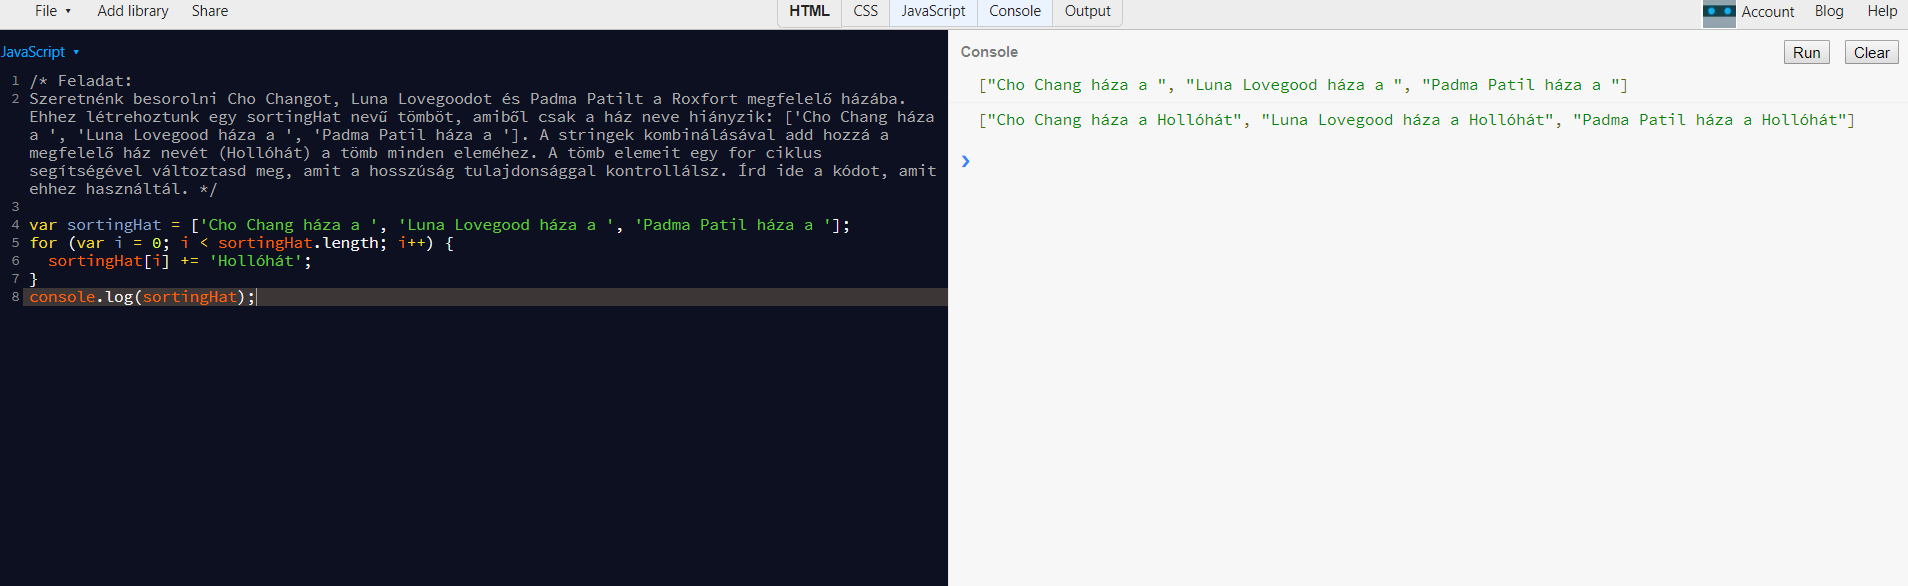 File ▾ Add library Share HTML CSS JavaScript Console Output Account Blog Help
JavaScript ▾
1 /* Feladat:
2 Szeretnénk besorolni Cho Changot, Luna Lovegoodot és Padma Patilt a Roxfort megfelelő házába.
Ehhez létrehoztunk egy sortingHat nevű tömböt, amiből csak a ház neve hiányzik: ['Cho Chang háza
a ', 'Luna Lovegood háza a ', 'Padma Patil háza a ']. A stringek kombinálásával add hozzá a
megfelelő ház nevét (Hollóhát) a tömb minden eleméhez. A tömb elemeit egy for ciklus
segítségével változtasd meg, amit a hosszúság tulajdonsággal kontrollálsz. Írd ide a kódot, amit
ehhez használtál. */
3
4 var sortingHat = ['Cho Chang háza a ', 'Luna Lovegood háza a ', 'Padma Patil háza a '];
5 for (var i = 0; i < sortingHat.length; i++) {
6 sortingHat[i] += 'Hollóhát';
7 }
8 console.log(sortingHat);
Console Run Clear
["Cho Chang háza a ", "Luna Lovegood háza a ", "Padma Patil háza a "]
["Cho Chang háza a Hollóhát", "Luna Lovegood háza a Hollóhát", "Padma Patil háza a Hollóhát"]
❯